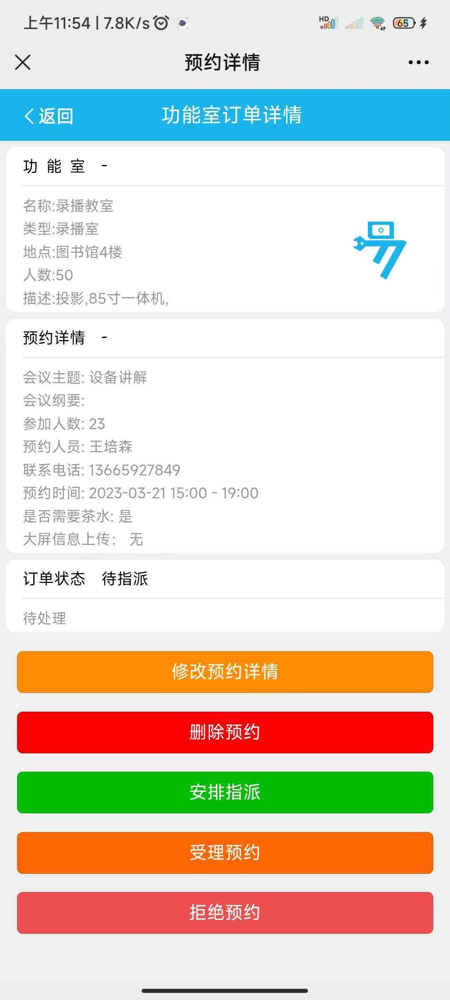 上午11:54 | 7.8K/s
HD
65
预约详情
返回
功能室订单详情
功 能 室 -
名称:录播教室
类型:录播室
地点:图书馆4楼
人数:50
描述:投影,85寸一体机,
预约详情 -
会议主题: 设备讲解
会议纲要:
参加人数: 23
预约人员: 王培森
联系电话: 13665927849
预约时间: 2023-03-21 15:00 - 19:00
是否需要茶水: 是
大屏信息上传: 无
订单状态 待指派
待处理
修改预约详情
删除预约
安排指派
受理预约
拒绝预约